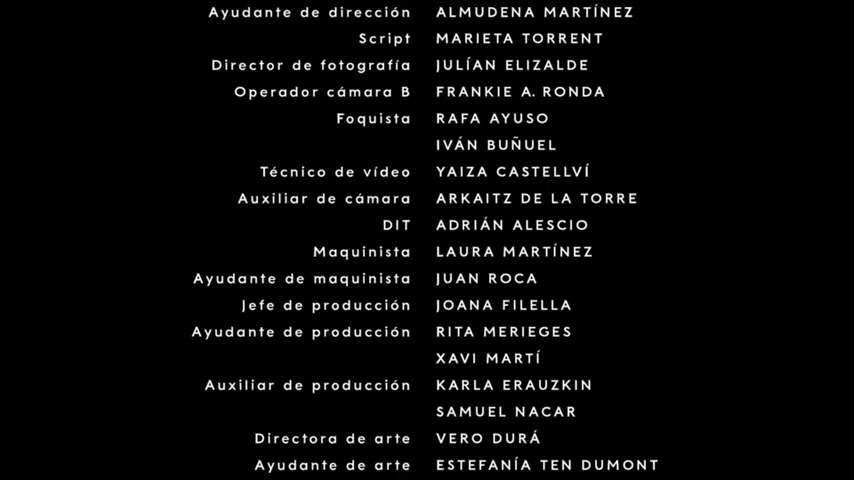 Ayudante de dirección ALMUDENA MARTÍNEZ
Script MARIETA TORRENT
Director de fotografía JULÍAN ELIZALDE
Operador cámara B FRANKIE A. RONDA
Foquista RAFA AYUSO
IVÁN BUÑUEL
Técnico de vídeo YAIZA CASTELLVÍ
Auxiliar de cámara ARKAITZ DE LA TORRE
DIT ADRIÁN ALESCIO
Maquinista LAURA MARTÍNEZ
Ayudante de maquinista JUAN ROCA
Jefe de producción JOANA FILELLA
Ayudante de producción RITA MERIEGES
XAVI MARTÍ
Auxiliar de producción KARLA ERAUZKIN
SAMUEL NACAR
Directora de arte VERO DURÁ
Ayudante de arte ESTEFANÍA TEN DUMONT